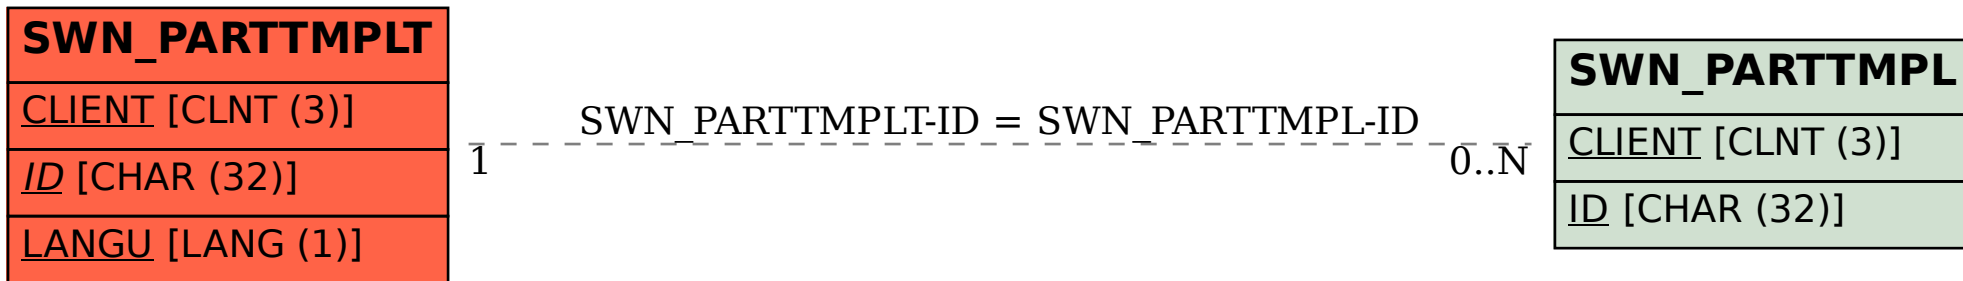 SWN_PARTTMPLT
CLIENT [CLNT (3)]
ID [CHAR (32)]
LANGU [LANG (1)]
SWN_PARTTMPLT-ID = SWN_PARTTMPL-ID
1
0..N
SWN_PARTTMPL
CLIENT [CLNT (3)]
ID [CHAR (32)]